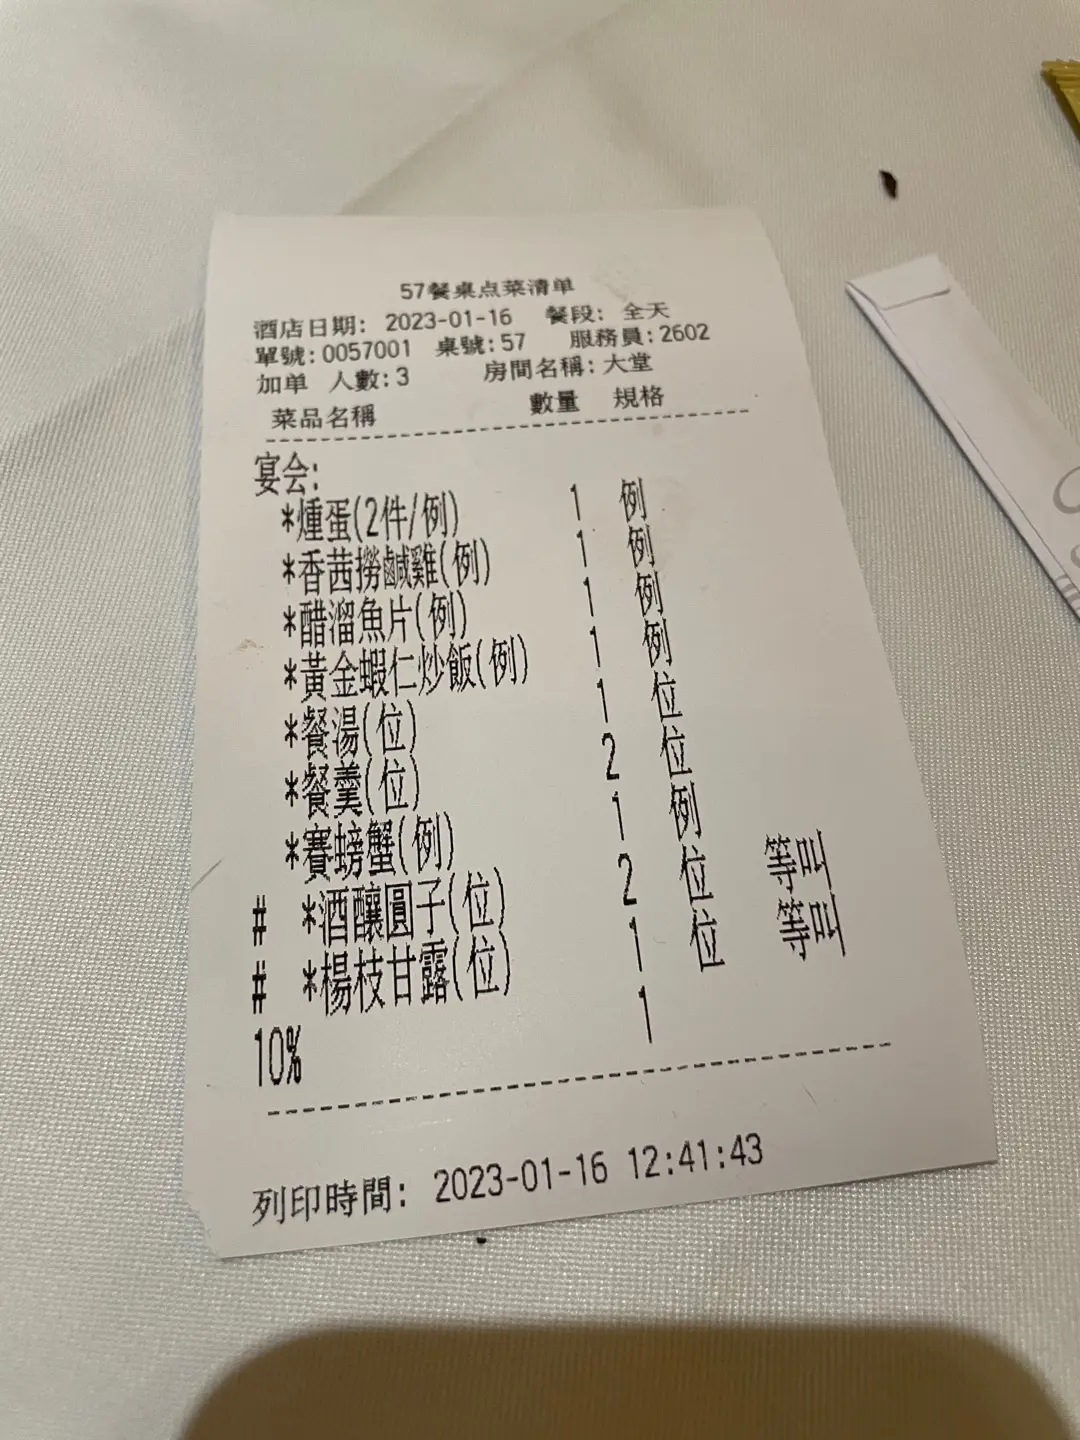 57餐桌点菜清单
酒店日期: 2023-01-16 餐段: 全天
單號:0057001 桌號:57 服務員:2602
加单 人數:3 房間名稱:大堂
菜品名稱 數量 規格
宴会:
*燻蛋(2件/例) 1 例
*香茜撈鹹雞(例) 1 例
*醋溜魚片(例) 1 例
*黃金蝦仁炒飯(例) 1 例
*餐湯(位) 1 位
*餐羹(位) 2 位
*賽螃蟹(例) 1 例
# *酒釀圓子(位) 2 位 等叫
# *楊枝甘露(位) 1 位 等叫
10% 1
列印時間: 2023-01-16 12:41:43